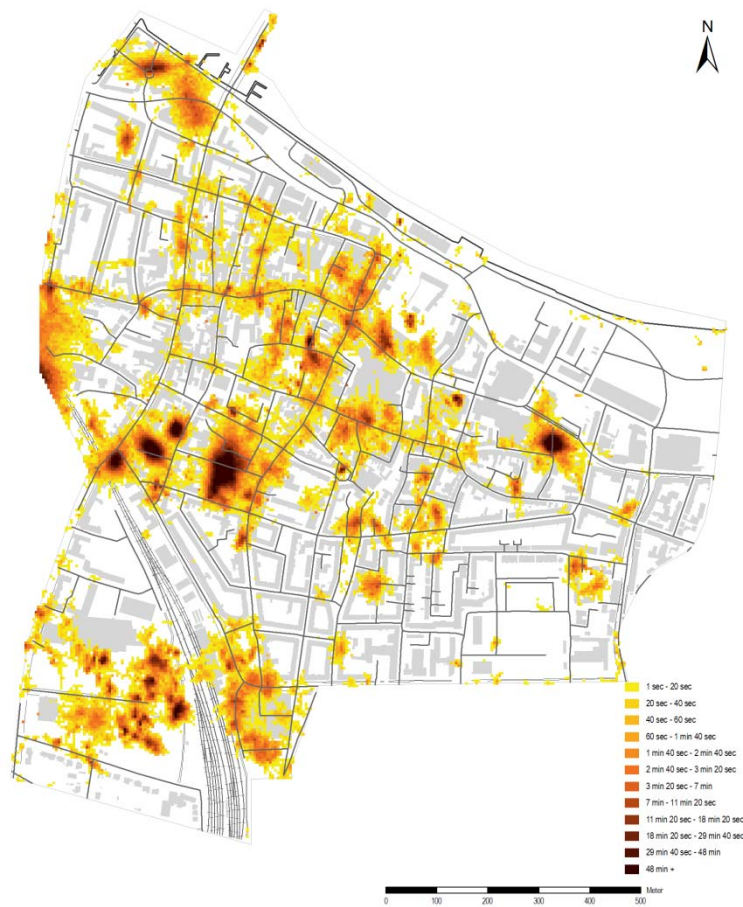 N
1 sec - 20 sec
20 sec - 40 sec
40 sec - 60 sec
60 sec - 1 min 40 sec
1 min 40 sec - 2 min 40 sec
2 min 40 sec - 3 min 20 sec
3 min 20 sec - 7 min
7 min - 11 min 20 sec
11 min 20 sec - 18 min 20 sec
18 min 20 sec - 29 min 40 sec
29 min 40 sec - 48 min
48 min +
Meter
0 100 200 300 400 500